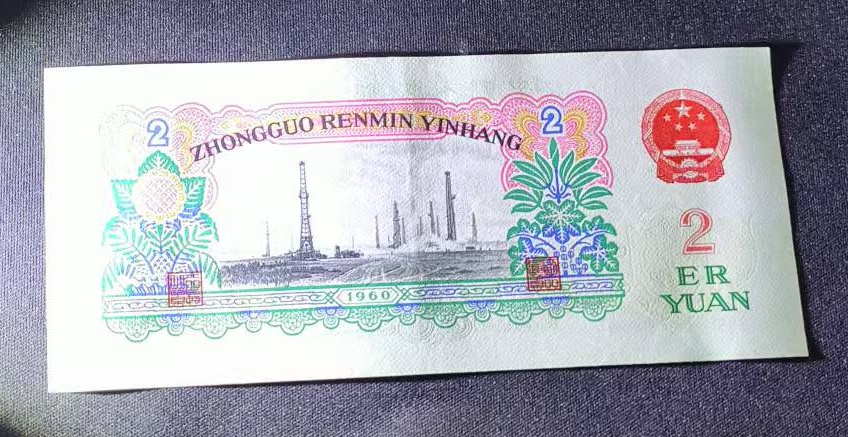 2
ZHONGGUO RENMIN YINHANG
2
1960
2
ER
YUAN